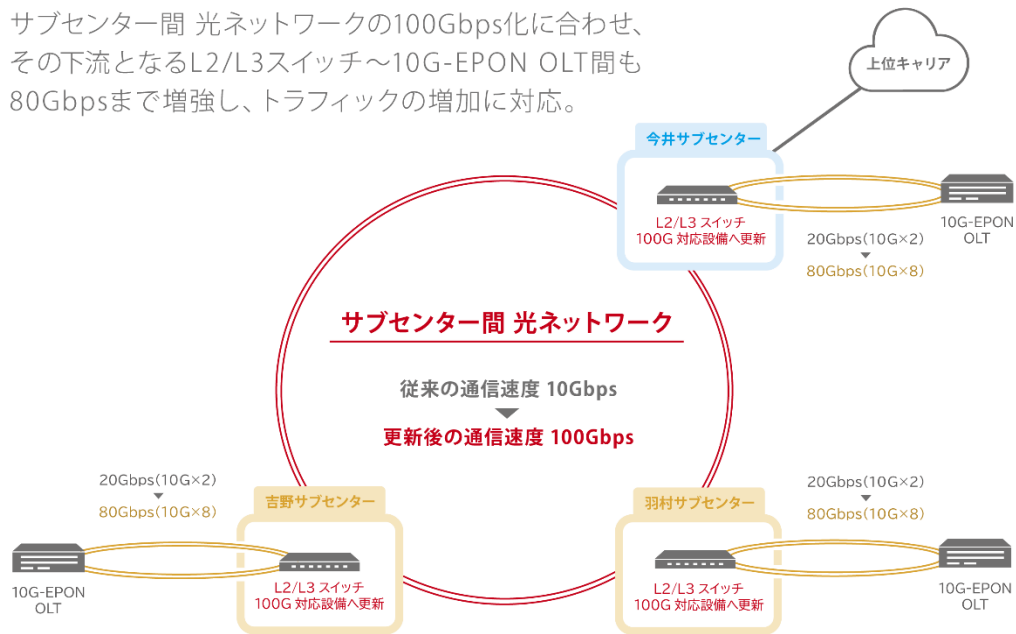 サブセンター間 光ネットワークの100Gbps化に合わせ、
その下流となるL2/L3スイッチ〜10G-EPON OLT間も
80Gbpsまで増強し、トラフィックの増加に対応。
上位キャリア
今井サブセンター
L2/L3 スイッチ
100G 対応設備へ更新
20Gbps(10G×2)
80Gbps(10G×8)
10G-EPON
OLT
サブセンター間 光ネットワーク
従来の通信速度 10Gbps
更新後の通信速度 100Gbps
20Gbps(10G×2)
80Gbps(10G×8)
吉野サブセンター
10G-EPON
OLT
L2/L3 スイッチ
100G 対応設備へ更新
羽村サブセンター
20Gbps(10G×2)
80Gbps(10G×8)
L2/L3 スイッチ
100G 対応設備へ更新
10G-EPON
OLT